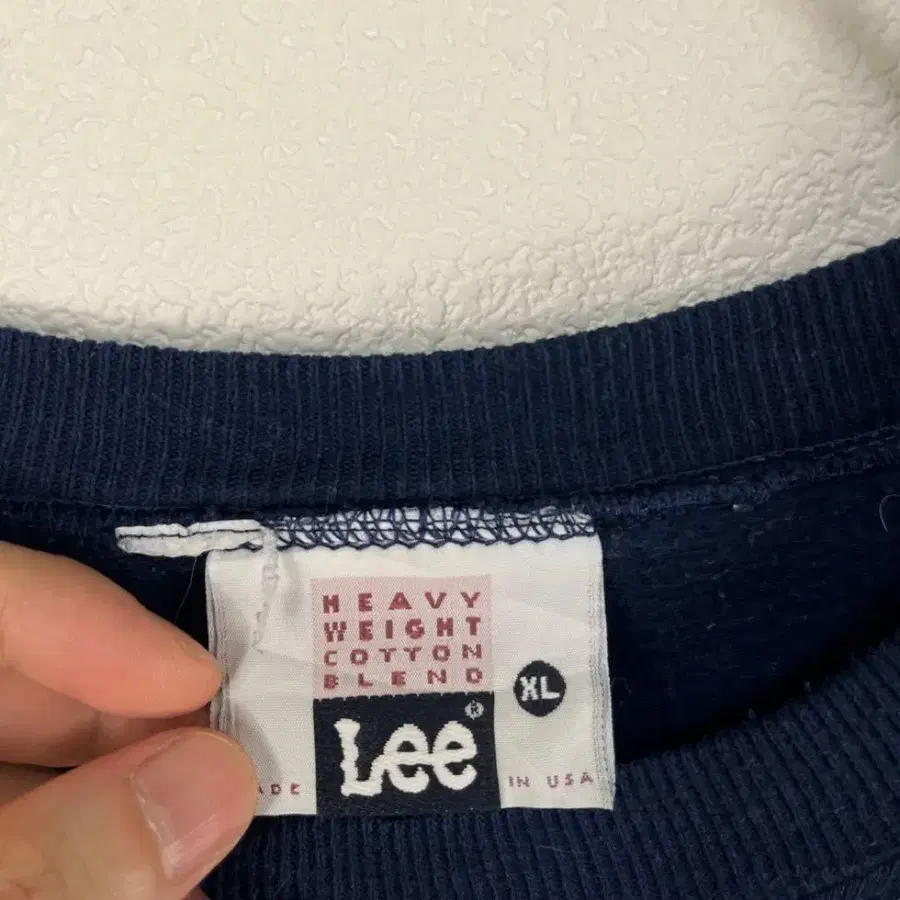 HEAVY
WEIGHT
COTTON
BLEND
XL
Lee®
ADE IN USA